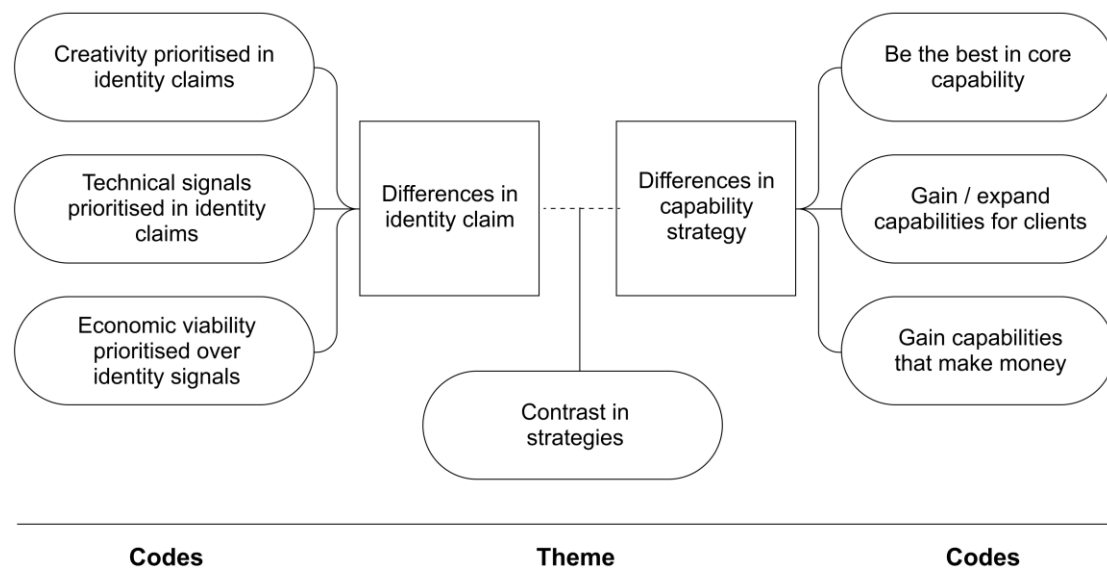 Creativity prioritised in
identity claims
Technical signals
prioritised in identity
claims
Economic viability
prioritised over
identity signals
Differences in
identity claim
Differences in
capability
strategy
Contrast in
strategies
Be the best in core
capability
Gain / expand
capabilities for clients
Gain capabilities
that make money
Codes
Theme
Codes